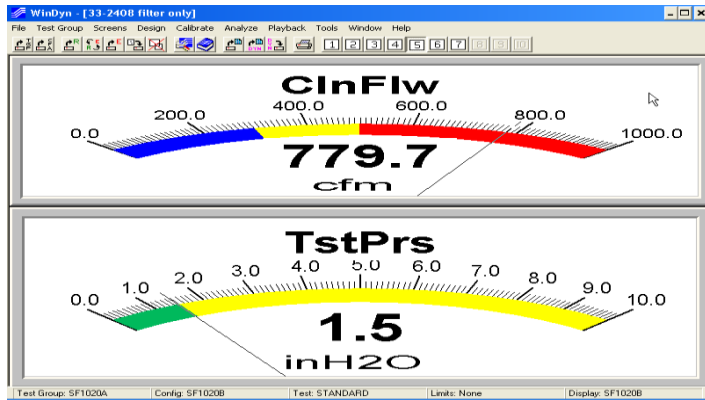 WinDyn - [33-2408 filter only]
File Test Group Screens Design Calibrate Analyze Playback Tools Window Help
1 2 3 4 5 6 7 8 9 10
ClnFlw
0.0 200.0 400.0 600.0 800.0 1000.0
779.7
cfm
TstPrs
0.0 1.0 2.0 3.0 4.0 5.0 6.0 7.0 8.0 9.0 10.0
1.5
inH2O
Test Group: SF1020A Config: SF1020B Test: STANDARD Limits: None Display: SF1020B